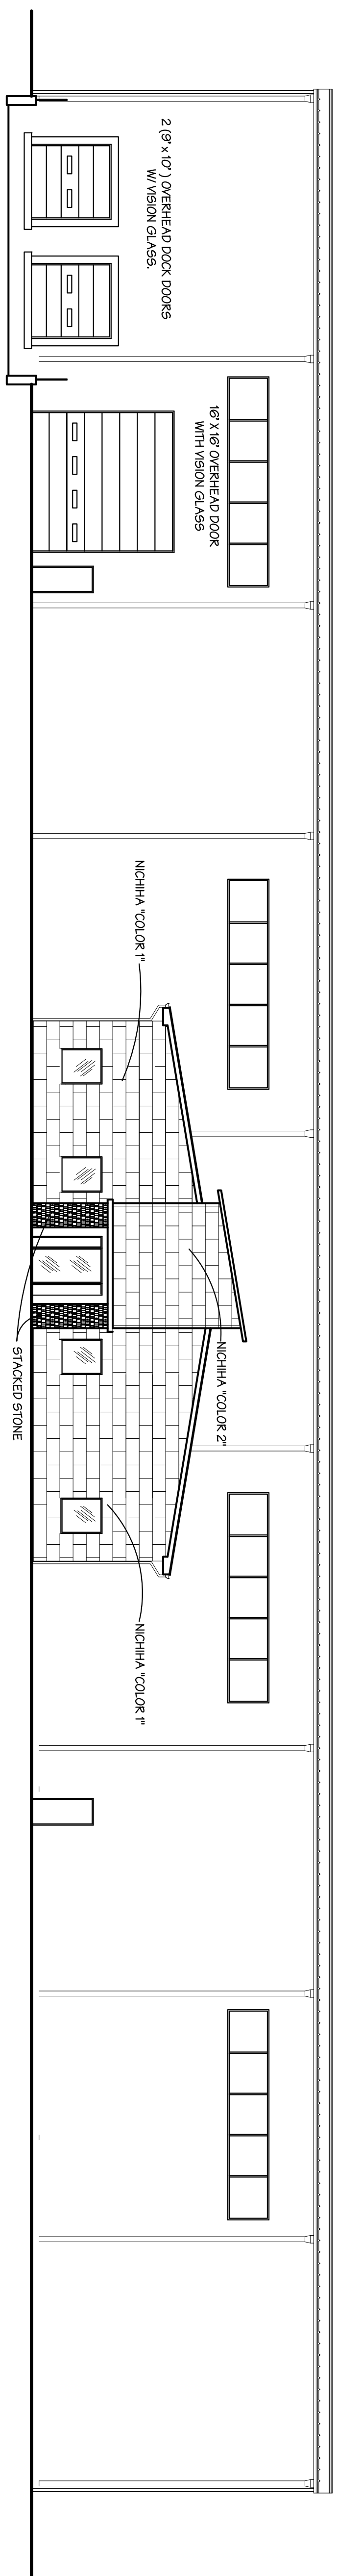 2 (9' x 10' ) OVERHEAD DOCK DOORS
W/ VISION GLASS.
16' X 16' OVERHEAD DOOR
WITH VISION GLASS
NICHIHA "COLOR 1"
STACKED STONE
NICHIHA "COLOR 2"
NICHIHA "COLOR 1"